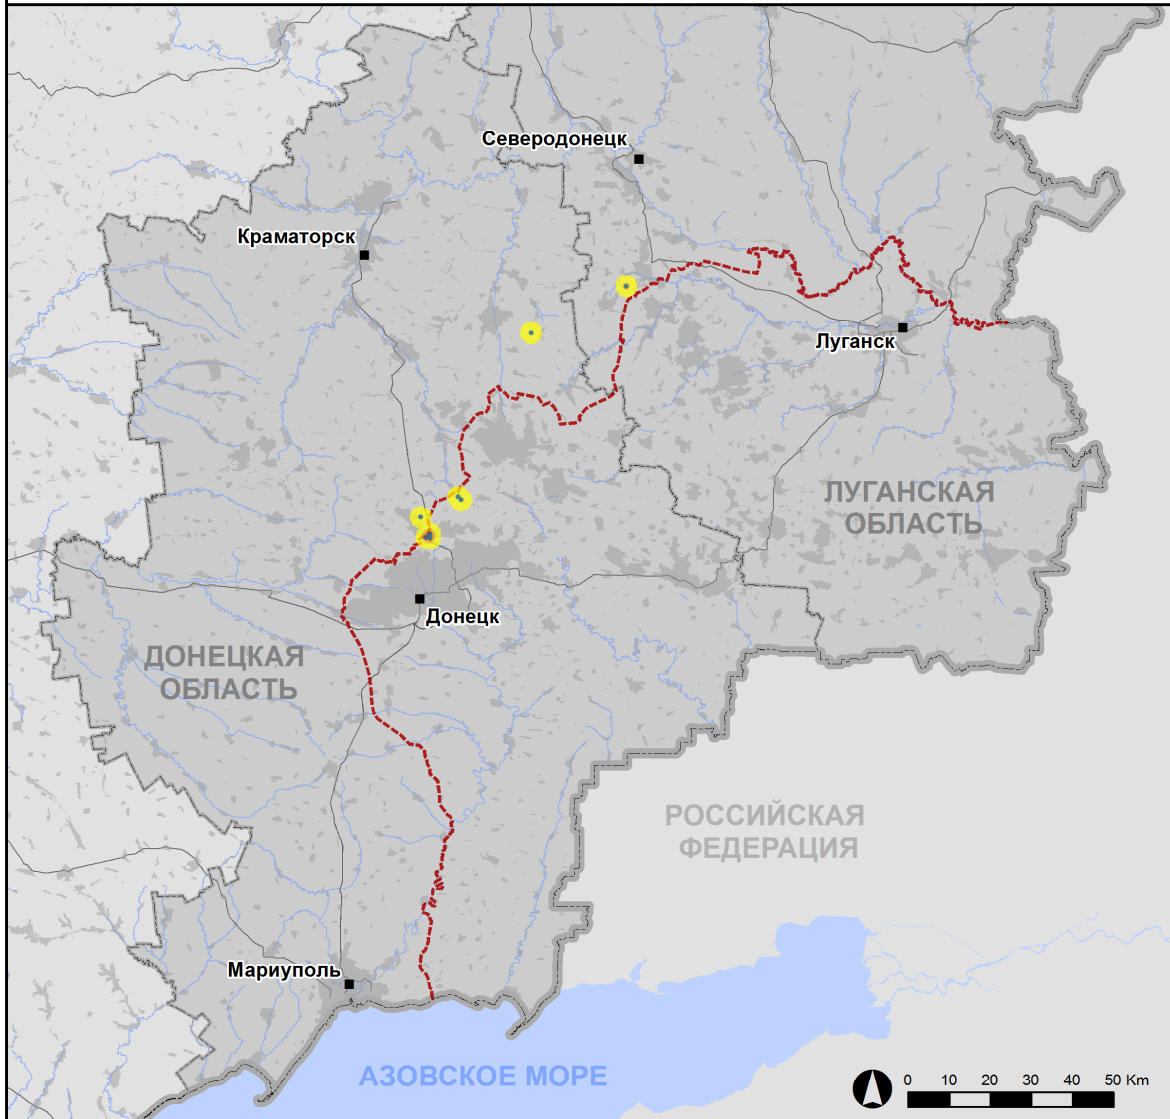 Северодонецк
Краматорск
Луганск
ЛУГАНСКАЯ
ОБЛАСТЬ
Донецк
ДОНЕЦКАЯ
ОБЛАСТЬ
РОССИЙСКАЯ
ФЕДЕРАЦИЯ
Мариуполь
АЗОВСКОЕ МОРЕ
0 10 20 30 40 50 Km